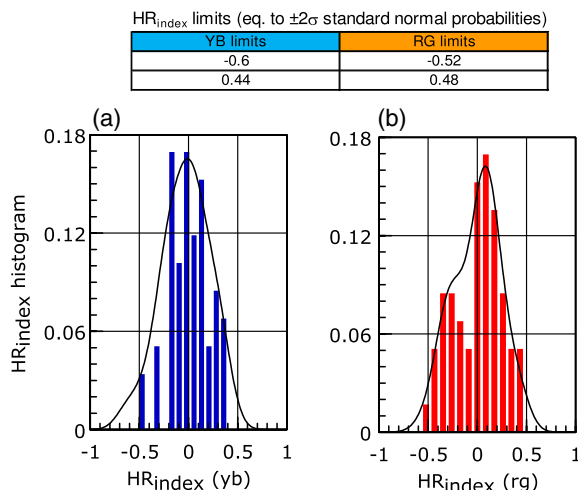 HRindex limits (eq. to ±2σ standard normal probabilities)
YB limits RG limits
-0.6 -0.52
0.44 0.48
(a) (b)
0.18 0.18
0.12 0.12
0.06 0.06
0 0
-1 -0.5 0 0.5 1 -1 -0.5 0 0.5 1
HRindex histogram
HRindex (yb) HRindex (rg)